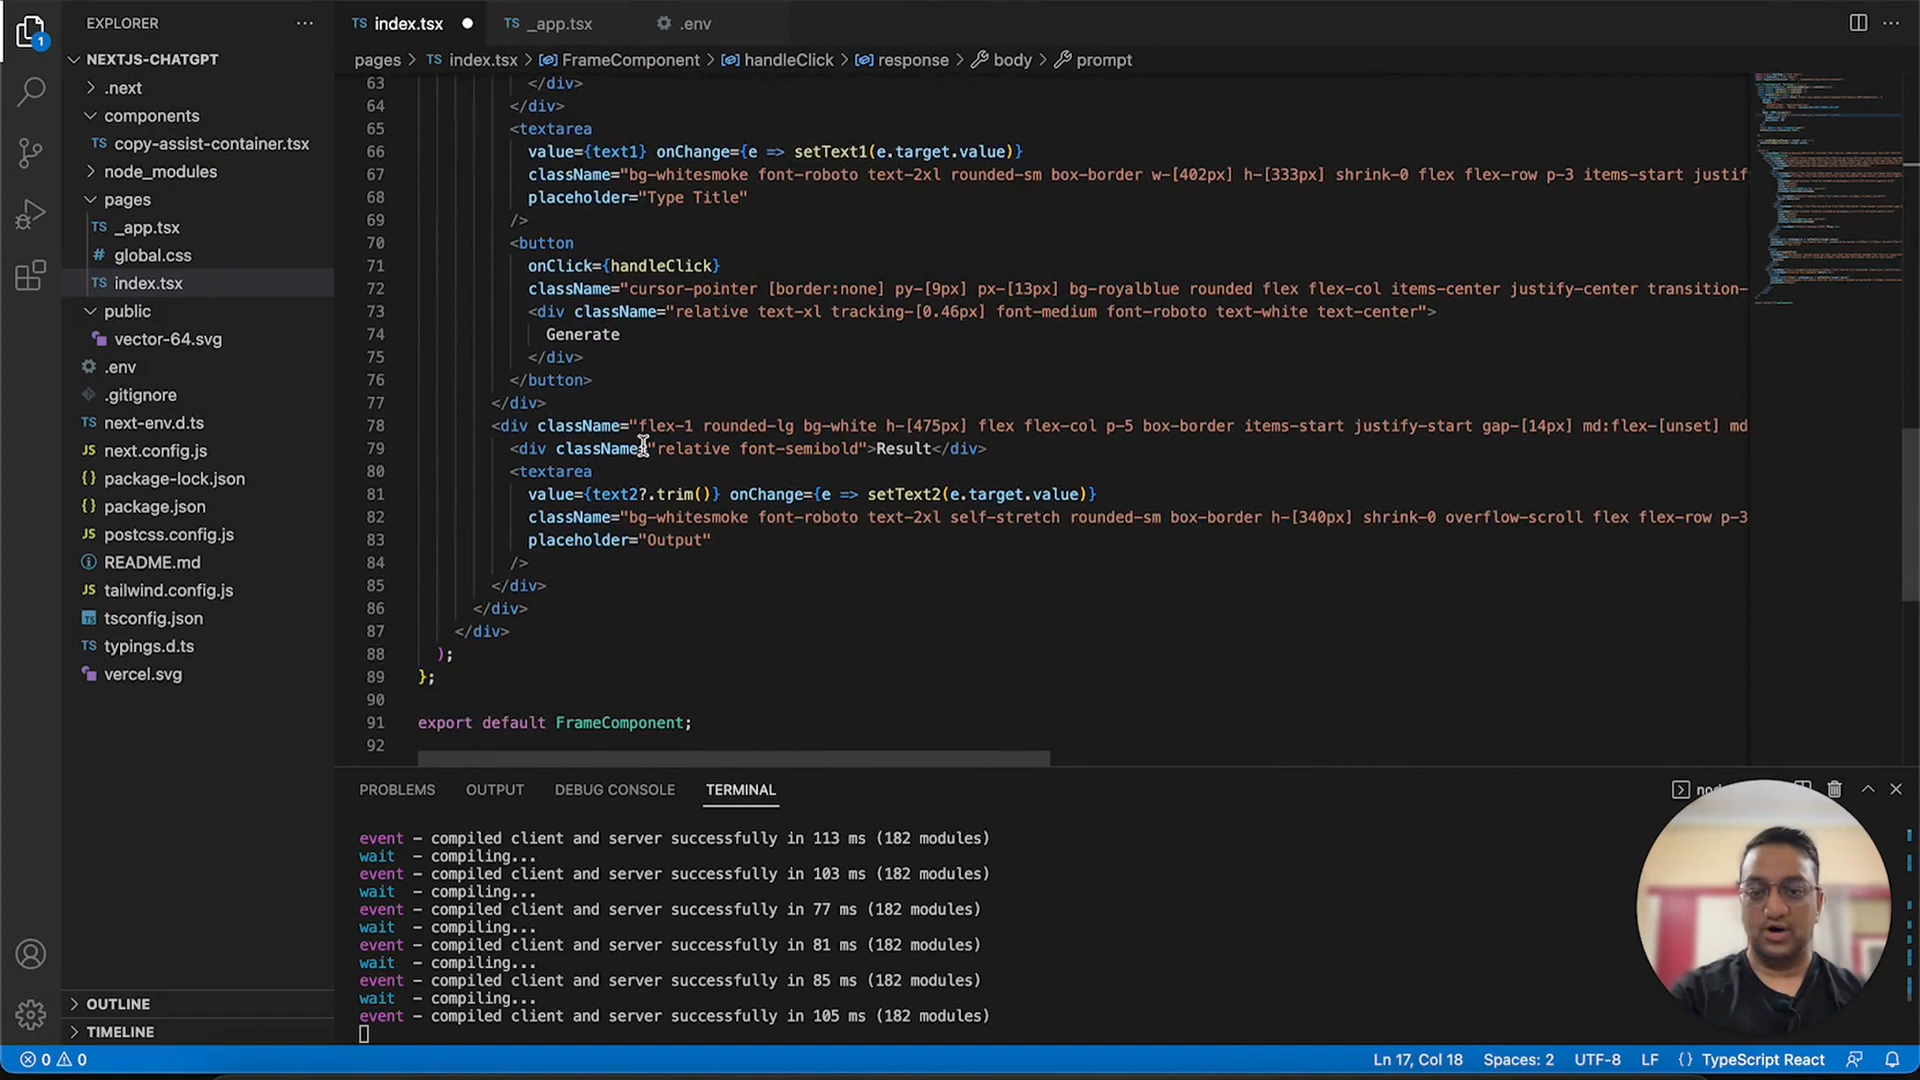 EXPLORER
NEXTJS-CHATGPT
.next
components
TS copy-assist-container.tsx
node_modules
pages
TS _app.tsx
# global.css
TS index.tsx
public
vector-64.svg
.env
.gitignore
TS next-env.d.ts
JS next.config.js
{} package-lock.json
{} package.json
JS postcss.config.js
README.md
JS tailwind.config.js
tsconfig.json
TS typings.d.ts
vercel.svg
OUTLINE
TIMELINE
1
TS index.tsx TS _app.tsx .env
pages > TS index.tsx > FrameComponent > handleClick > response > body > prompt
63 </div>
64 </div>
65 <textarea
66 value={text1} onChange={e => setText1(e.target.value)}
67 className="bg-whitesmoke font-roboto text-2xl rounded-sm box-border w-[402px] h-[333px] shrink-0 flex flex-row p-3 items-start justif
68 placeholder="Type Title"
69 />
70 <button
71 onClick={handleClick}
72 className="cursor-pointer [border:none] py-[9px] px-[13px] bg-royalblue rounded flex flex-col items-center justify-center transition-
73 <div className="relative text-xl tracking-[0.46px] font-medium font-roboto text-white text-center">
74 Generate
75 </div>
76 </button>
77 </div>
78 <div className="flex-1 rounded-lg bg-white h-[475px] flex flex-col p-5 box-border items-start justify-start gap-[14px] md:flex-[unset] md
79 <div className="relative font-semibold">Result</div>
80 <textarea
81 value={text2?.trim()} onChange={e => setText2(e.target.value)}
82 className="bg-whitesmoke font-roboto text-2xl self-stretch rounded-sm box-border h-[340px] shrink-0 overflow-scroll flex flex-row p-3
83 placeholder="Output"
84 />
85 </div>
86 </div>
87 </div>
88 );
89 };
90
91 export default FrameComponent;
92
PROBLEMS OUTPUT DEBUG CONSOLE TERMINAL
event - compiled client and server successfully in 113 ms (182 modules)
wait - compiling...
event - compiled client and server successfully in 103 ms (182 modules)
wait - compiling...
event - compiled client and server successfully in 77 ms (182 modules)
wait - compiling...
event - compiled client and server successfully in 81 ms (182 modules)
wait - compiling...
event - compiled client and server successfully in 85 ms (182 modules)
wait - compiling...
event - compiled client and server successfully in 105 ms (182 modules)
0 0 Ln 17, Col 18 Spaces: 2 UTF-8 LF {} TypeScript React